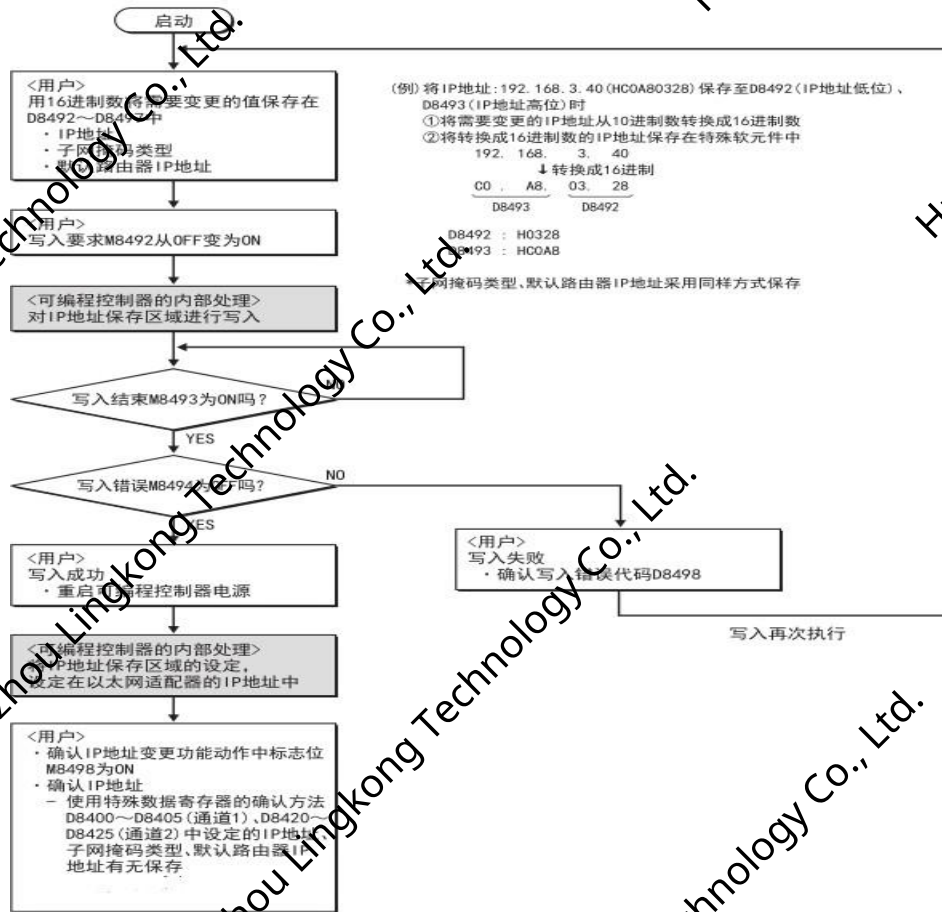 启动
<用户>
用16进制数将需要变更的值保存在
D8492～D8497中
・IP地址
・子网掩码类型
・默认路由器IP地址
<用户>
写入要求M8492从OFF变为ON
<可编程控制器的内部处理>
对IP地址保存区域进行写入
NO
写入结束M8493为ON吗?
YES
写入错误M8494为OFF吗?
NO
YES
<用户>
写入成功
・重启可编程控制器电源
<可编程控制器的内部处理>
将IP地址保存区域的设定,
设定在以太网适配器的IP地址中
<用户>
・确认IP地址变更功能动作中标志位
M8498为ON
・确认IP地址
— 使用特殊数据寄存器的确认方法
D8400～D8405(通道1)、D8420～
D8425(通道2)中设定的IP地址、
子网掩码类型、默认路由器IP
地址有无保存
(例)将IP地址:192.168.3.40(HC0A80328)保存至D8492(IP地址低位)、
D8493(IP地址高位)时
①将需要变更的IP地址从10进制数转换成16进制数
②将转换成16进制数的IP地址保存在特殊软元件中
192. 168. 3. 40
↓转换成16进制
C0 . A8. 03. 28
D8493 D8492
D8492 : H0328
D8493 : HC0A8
*子网掩码类型、默认路由器IP地址采用同样方式保存
<用户>
写入失败
・确认写入错误代码D8498
写入再次执行
chnology Co., Ltd.
zhou Lingkong Technology Co., Ltd.
hou Lingkong Technology Co., Ltd.
hnology Co., Ltd.